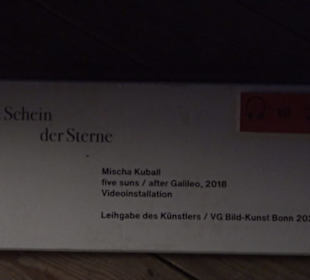 Schein
der Sterne
Mischa Kuball
five suns / after Galileo, 2018
Videoinstallation
Leihgabe des Künstlers / VG Bild-Kunst Bonn